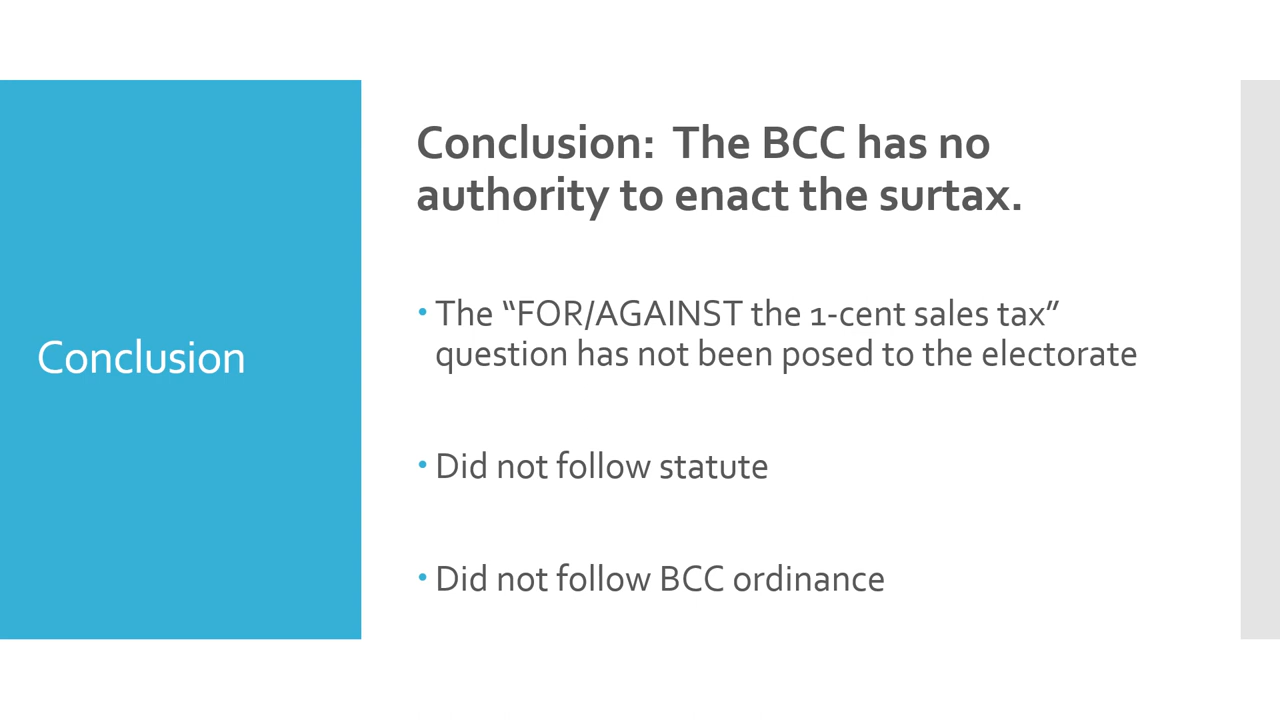 Conclusion
Conclusion:  The BCC has no
authority to enact the surtax.
• The “FOR/AGAINST the 1-cent sales tax”
question has not been posed to the electorate
• Did not follow statute
• Did not follow BCC ordinance